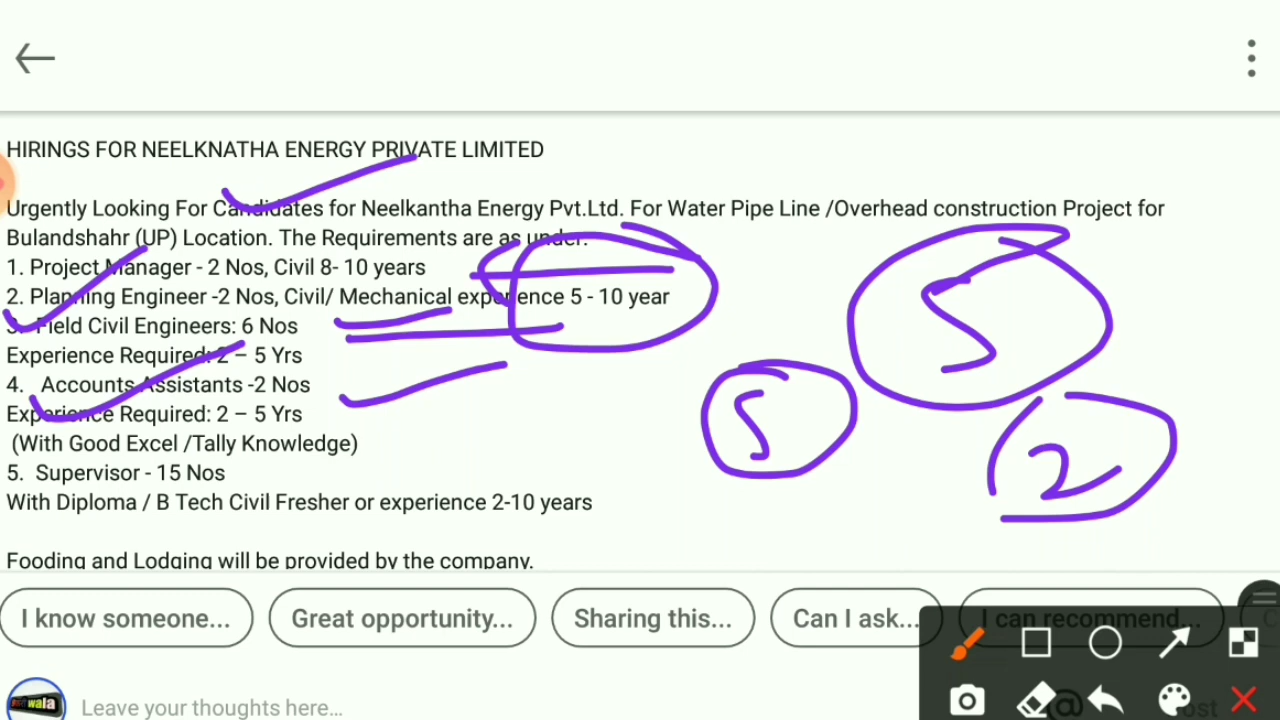 HIRINGS FOR NEELKNATHA ENERGY PRIVATE LIMITED
Urgently Looking For Candidates for Neelkantha Energy Pvt.Ltd. For Water Pipe Line /Overhead construction Project for
Bulandshahr (UP) Location. The Requirements are as under:
1. Project Manager - 2 Nos, Civil 8- 10 years
2. Planning Engineer -2 Nos, Civil/ Mechanical experience 5 - 10 year
3. Field Civil Engineers: 6 Nos
Experience Required: 2 – 5 Yrs
4. Accounts Assistants -2 Nos
Experience Required: 2 – 5 Yrs
(With Good Excel /Tally Knowledge)
5. Supervisor - 15 Nos
With Diploma / B Tech Civil Fresher or experience 2-10 years
Fooding and Lodging will be provided by the company.
5
5
2
I know someone...
Great opportunity...
Sharing this...
Can I ask...
I can recommend...
wala
Leave your thoughts here...
@